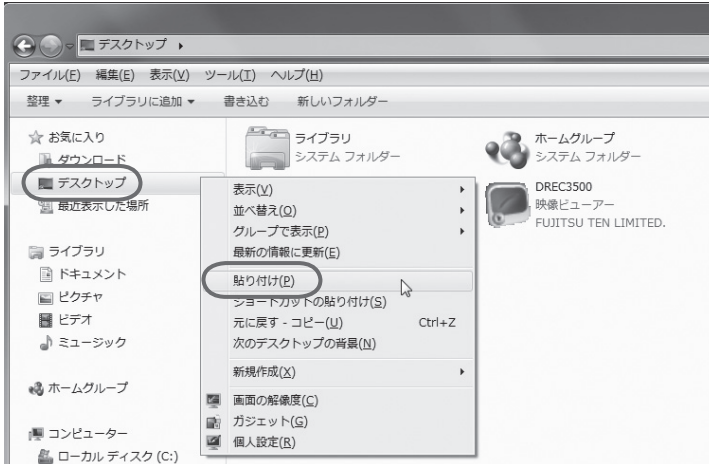 デスクトップ
ファイル(F) 編集(E) 表示(V) ツール(T) ヘルプ(H)
整理 ライブラリに追加 書き込む 新しいフォルダー
お気に入り
ダウンロード
デスクトップ
最近表示した場所
ライブラリ
ドキュメント
ピクチャ
ビデオ
ミュージック
ホームグループ
コンピューター
ローカル ディスク (C:)
ライブラリ
システム フォルダー
ホームグループ
システム フォルダー
DREC3500
映像ビューアー
FUJITSU TEN LIMITED.
表示(V)
並べ替え(O)
グループで表示(P)
最新の情報に更新(E)
貼り付け(P)
ショートカットの貼り付け(S)
元に戻す - コピー(U) Ctrl+Z
次のデスクトップの背景(N)
新規作成(X)
画面の解像度(C)
ガジェット(G)
個人設定(R)